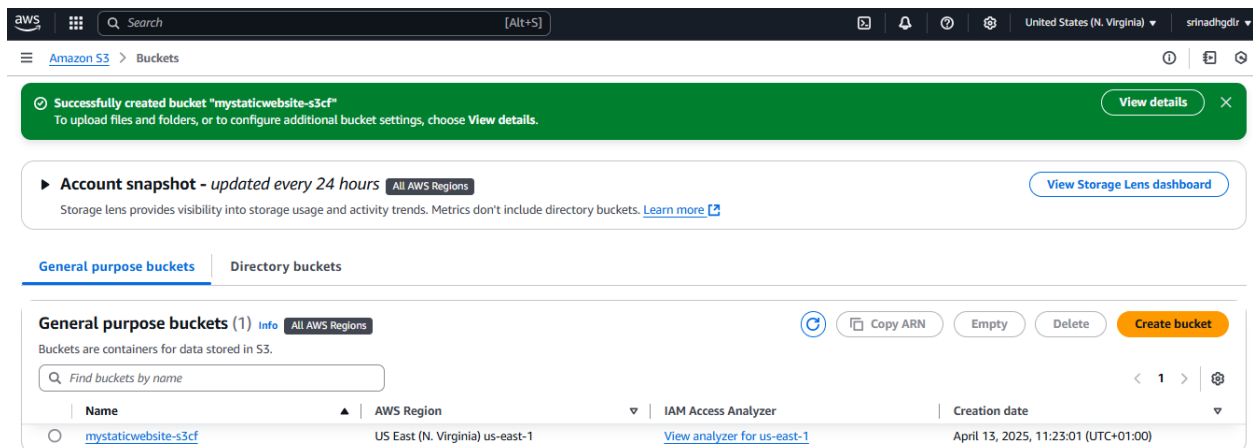 aws Search [Alt+S] United States (N. Virginia) srinadhgdlr
Amazon S3 > Buckets
Successfully created bucket "mystaticwebsite-s3cf"
To upload files and folders, or to configure additional bucket settings, choose View details.
View details
Account snapshot - updated every 24 hours All AWS Regions
Storage lens provides visibility into storage usage and activity trends. Metrics don't include directory buckets. Learn more
View Storage Lens dashboard
General purpose buckets Directory buckets
General purpose buckets (1) Info All AWS Regions
Copy ARN Empty Delete Create bucket
Buckets are containers for data stored in S3.
Find buckets by name
< 1 >
Name AWS Region IAM Access Analyzer Creation date
mystaticwebsite-s3cf US East (N. Virginia) us-east-1 View analyzer for us-east-1 April 13, 2025, 11:23:01 (UTC+01:00)